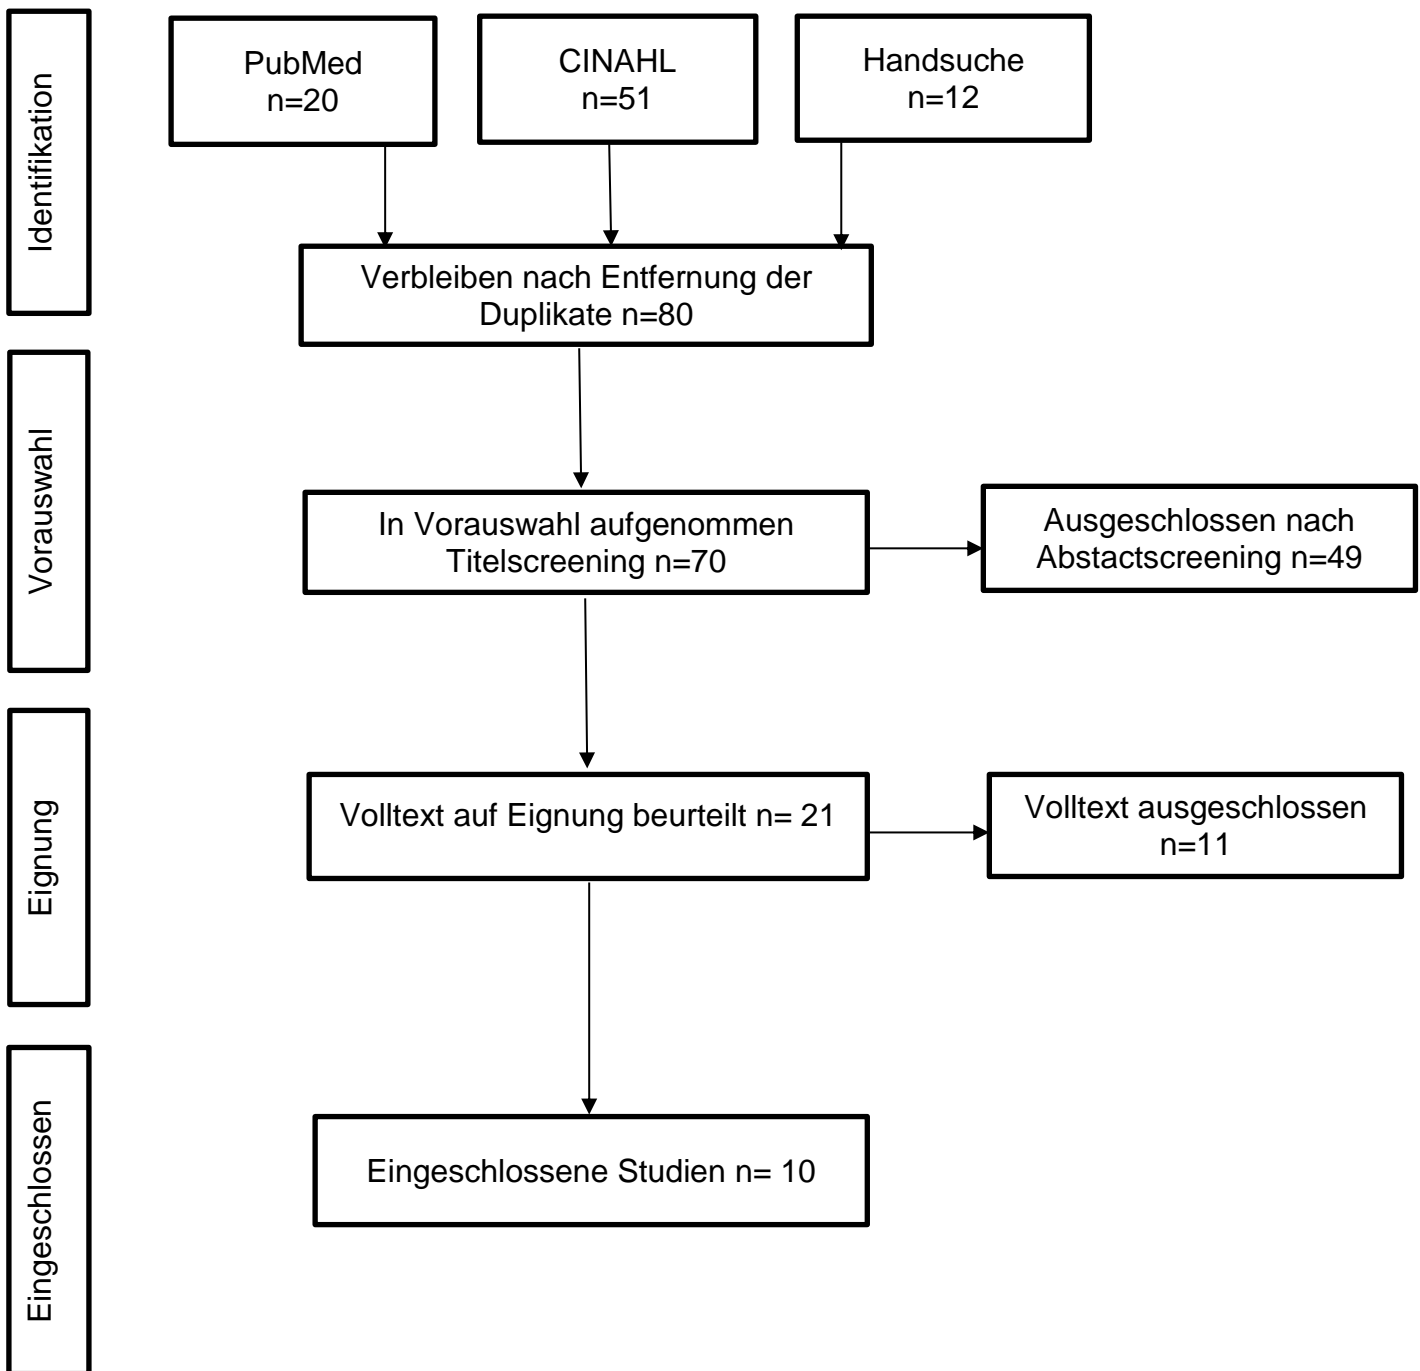 Identifikation
PubMed
n=20
CINAHL
n=51
Handsuche
n=12
Verbleiben nach Entfernung der
Duplikate n=80
Vorauswahl
In Vorauswahl aufgenommen
Titelscreening n=70
Ausgeschlossen nach
Abstactscreening n=49
Eignung
Volltext auf Eignung beurteilt n= 21
Volltext ausgeschlossen
n=11
Eingeschlossen
Eingeschlossene Studien n= 10